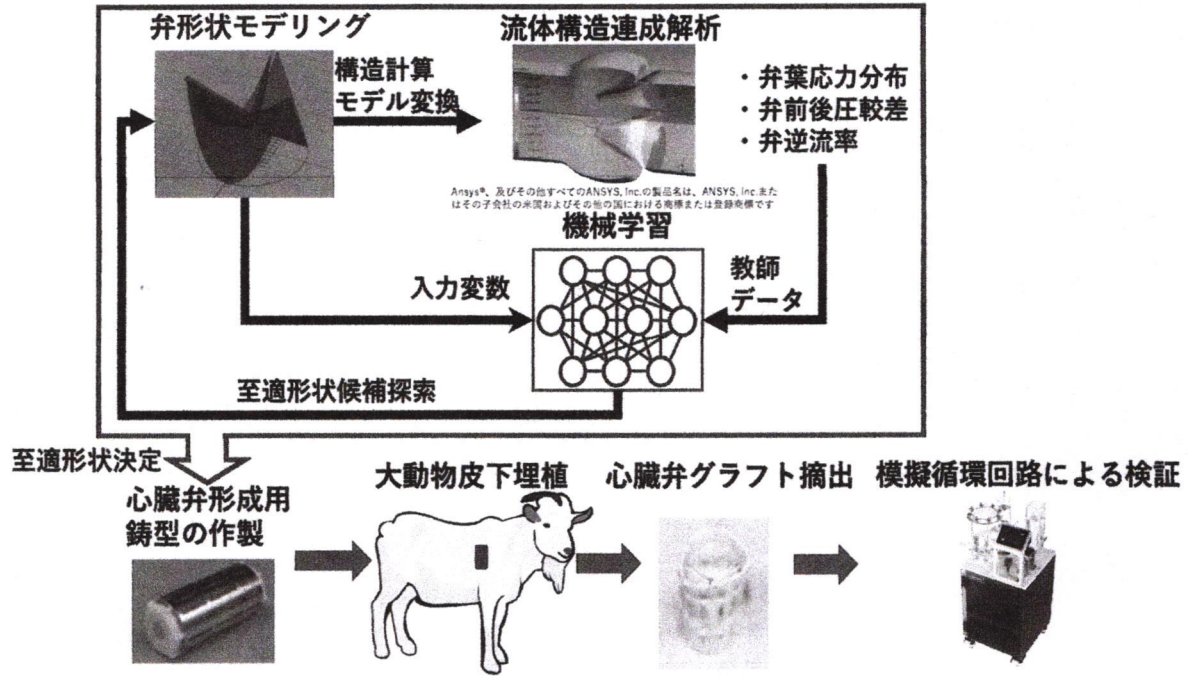 弁形状モデリング
流体構造連成解析
構造計算
モデル変換
・弁葉応力分布
・弁前後圧較差
・弁逆流率
Ansys®、及びその他すべてのANSYS, Inc.の製品名は、ANSYS, Inc.また
はその子会社の米国およびその他の国における商標または登録商標です
機械学習
入力変数
教師
データ
至適形状候補探索
至適形状決定
心臓弁形成用
鋳型の作製
大動物皮下埋植
心臓弁グラフト摘出
模擬循環回路による検証